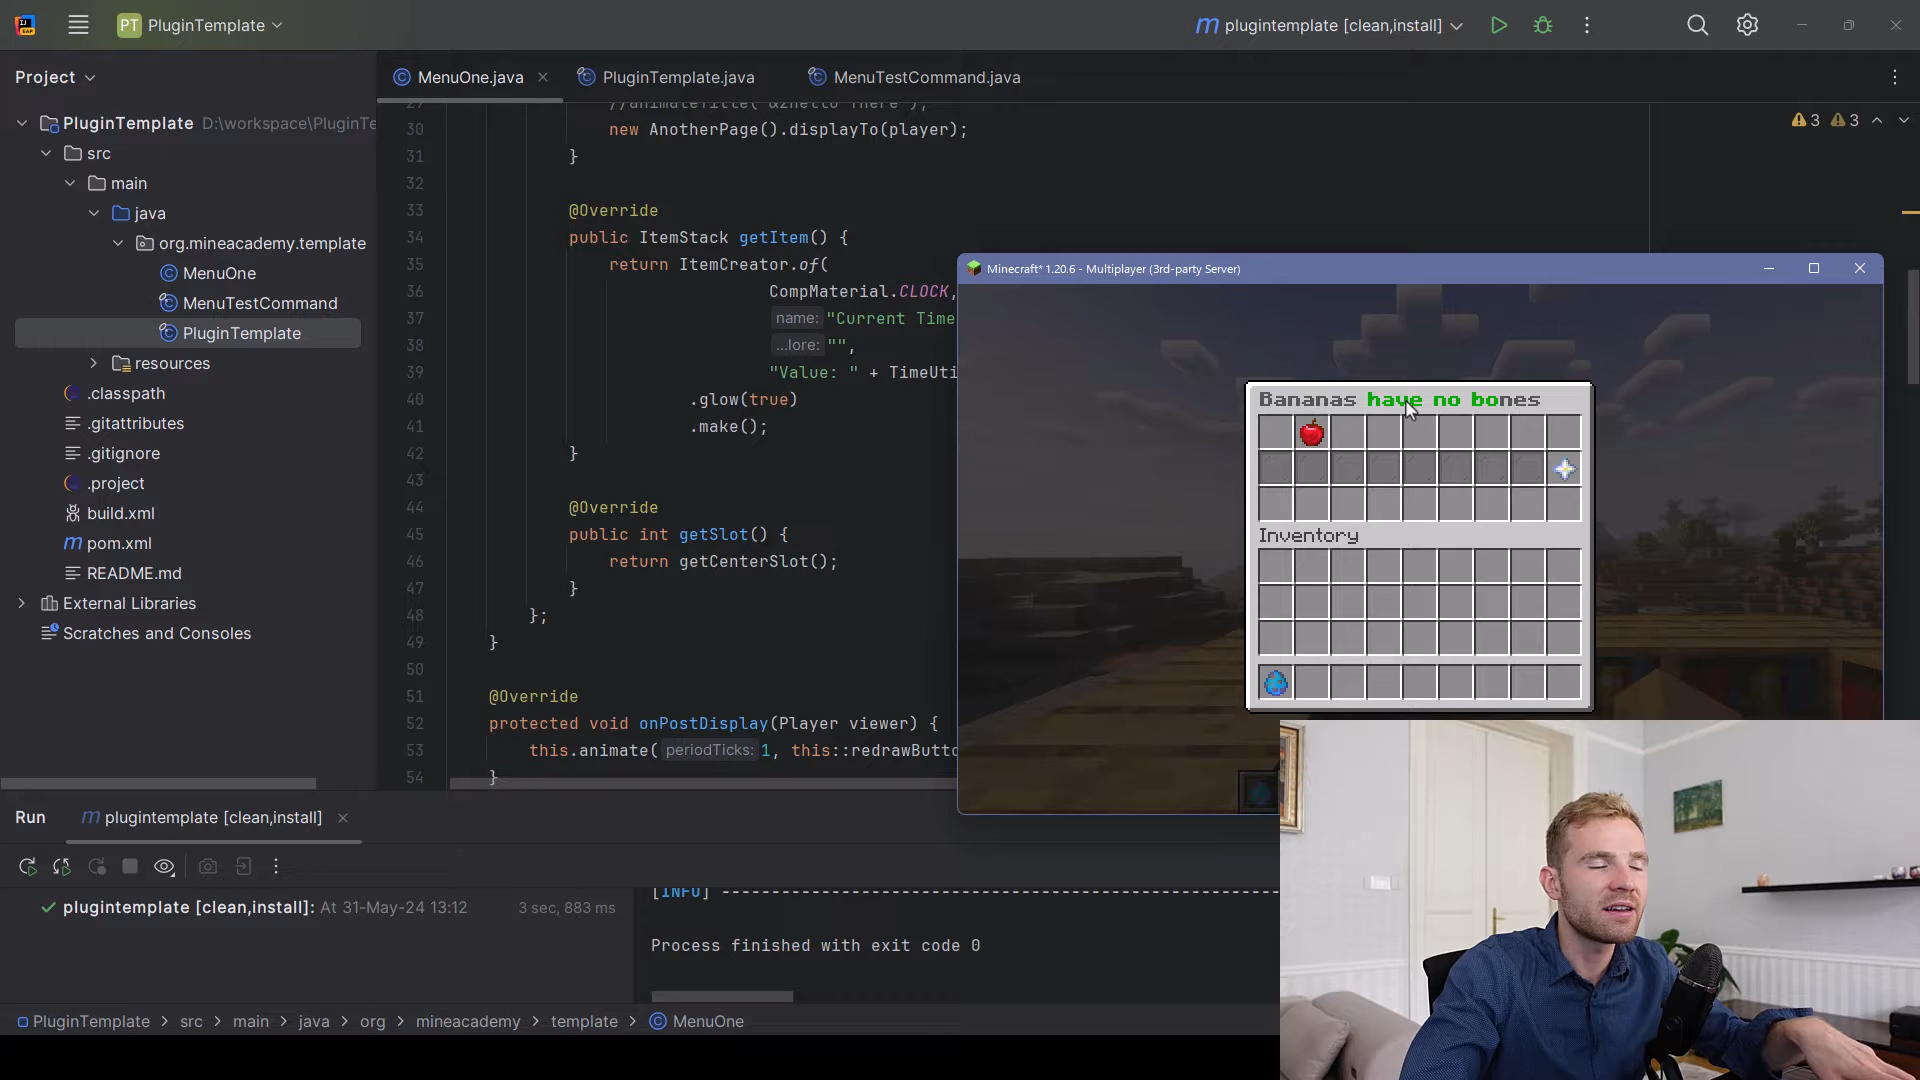 PT PluginTemplate
plugintemplate [clean,install]
Project
MenuOne.java
PluginTemplate.java
MenuTestCommand.java
PluginTemplate D:\workspace\PluginTe
src
main
java
org.mineacademy.template
MenuOne
MenuTestCommand
PluginTemplate
resources
.classpath
.gitattributes
.gitignore
.project
build.xml
pom.xml
README.md
External Libraries
Scratches and Consoles
3 3
30 new AnotherPage().displayTo(player);
31 }
32
33 @Override
34 public ItemStack getItem() {
35 return ItemCreator.of(
36 CompMaterial.CLOCK,
37 name: "Current Time
38 ...lore: "",
39 "Value: " + TimeUti
40 .glow(true)
41 .make();
42 }
43
44 @Override
45 public int getSlot() {
46 return getCenterSlot();
47 }
48 };
49 }
50
51 @Override
52 protected void onPostDisplay(Player viewer) {
53 this.animate( periodTicks: 1, this::redrawButto
54 }
Minecraft* 1.20.6 - Multiplayer (3rd-party Server)
Bananas have no bones
Inventory
Run
plugintemplate [clean,install]
plugintemplate [clean,install]: At 31-May-24 13:12 3 sec, 883 ms
[INFO] ------------------------------------------------------------------------
Process finished with exit code 0
PluginTemplate > src > main > java > org > mineacademy > template > MenuOne